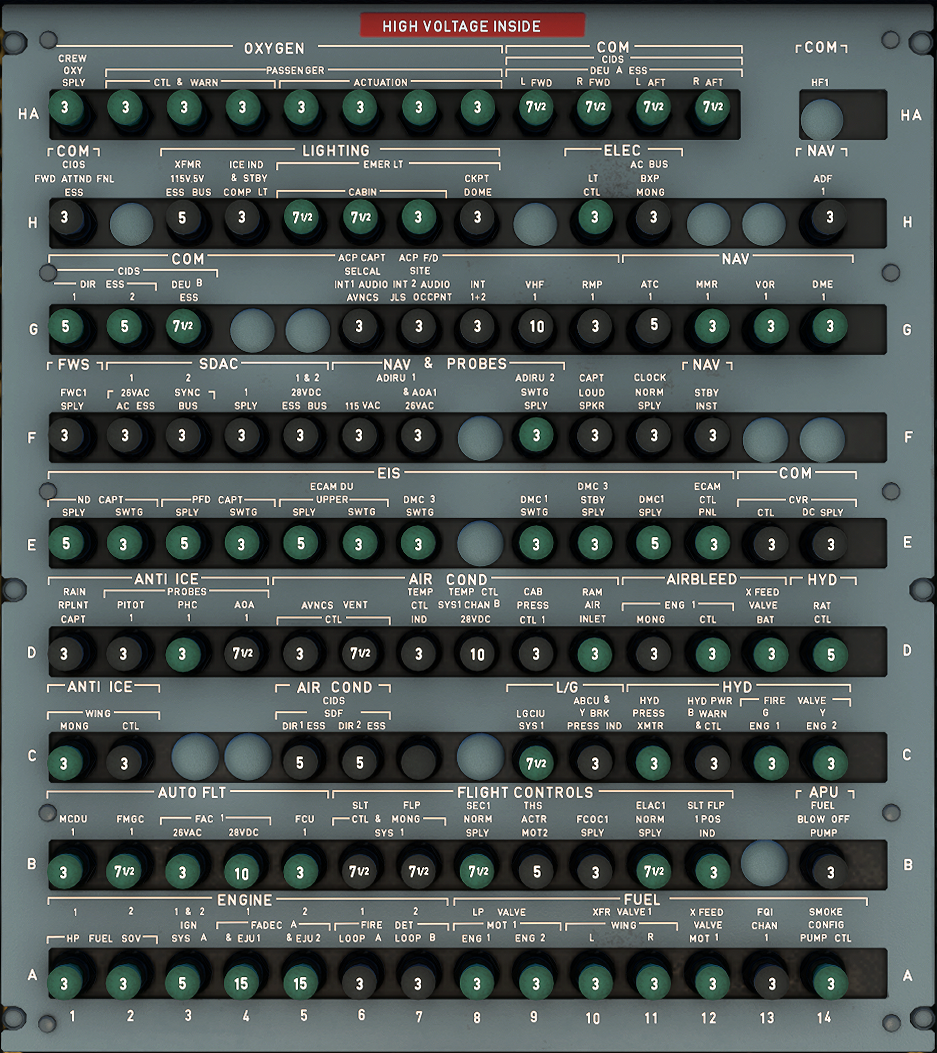 HIGH VOLTAGE INSIDE
OXYGEN COM COM
CIDS
CREW PASSENGER DEU A ESS
OXY
SPLY CTL & WARN ACTUATION L FWD R FWD L AFT R AFT HF1
HA 3 3 3 3 3 3 3 3 71/2 71/2 71/2 71/2 HA
COM LIGHTING ELEC NAV
CIOS XFMR ICE IND EMER LT AC BUS
FWD ATTND FNL 115V.5V & STBY CKPT LT BXP ADF
ESS ESS BUS COMP LT CABIN DOME CTL MONG 1
H 3 5 3 71/2 71/2 3 3 3 3 3 H
COM ACP CAPT ACP F/D NAV
CIDS SELCAL SITE
DIR ESS DEU B INT1 AUDIO INT 2 AUDIO INT VHF RMP ATC MMR VOR DME
1 2 ESS AVNCS JLS OCCPNT 1+2 1 1 1 1 1 1
G 5 5 71/2 3 3 3 10 3 5 3 3 3 G
FWS SDAC NAV & PROBES NAV
1 2 1 & 2 ADIRU 1 ADIRU 2 CAPT CLOCK
FWC1 26VAC SYNC 1 28VDC & AOA1 SWTG LOUD NORM STBY
SPLY AC ESS BUS SPLY ESS BUS 115 VAC 26VAC SPLY SPKR SPLY INST
F 3 3 3 3 3 3 3 3 3 3 3 F
EIS COM
ECAM DU DMC 3 ECAM
ND CAPT PFD CAPT UPPER DMC 3 DMC 1 STBY DMC1 CTL CVR
SPLY SWTG SPLY SWTG SPLY SWTG SWTG SWTG SPLY SPLY PNL CTL DC SPLY
E 5 3 5 3 5 3 3 3 3 5 3 3 3 E
ANTI ICE AIR COND AIRBLEED HYD
RAIN PROBES TEMP TEMP CTL CAB RAM X FEED
RPLNT PITOT PHC AOA AVNCS VENT CTL SYS1 CHAN B PRESS AIR ENG 1 VALVE RAT
CAPT 1 1 1 CTL IND 28VDC CTL 1 INLET MONG CTL BAT CTL
D 3 3 3 71/2 3 71/2 3 10 3 3 3 3 3 5 D
ANTI ICE AIR COND L/G HYD
CIDS ABCU & HYD HYD PWR FIRE VALVE
WING SDF LGCIU Y BRK PRESS B WARN G Y
MONG CTL DIR1 ESS DIR 2 ESS SYS 1 PRESS IND XMTR & CTL ENG 1 ENG 2
C 3 3 5 5 71/2 3 3 3 3 3 C
AUTO FLT FLIGHT CONTROLS APU
SLT FLP SEC1 THS ELAC1 SLT FLP FUEL
MCDU FMGC FAC 1 FCU CTL & MONG NORM ACTR FCOC1 NORM 1 POS BLOW OFF
1 1 26VAC 28VDC 1 SYS 1 SPLY MOT2 SPLY SPLY IND PUMP
B 3 71/2 3 10 3 71/2 71/2 71/2 5 3 71/2 3 3 B
ENGINE FUEL
1 2 1 & 2 1 2 1 2 LP VALVE XFR VALVE 1 X FEED FQI SMOKE
IGN FADEC A FIRE DET MOT 1 WING VALVE CHAN CONFIG
HP FUEL SOV SYS A & EJU1 & EJU2 LOOP A LOOP B ENG 1 ENG 2 L R MOT 1 1 PUMP CTL
A 3 3 5 15 15 3 3 3 3 3 3 3 3 3 A
1 2 3 4 5 6 7 8 9 10 11 12 13 14